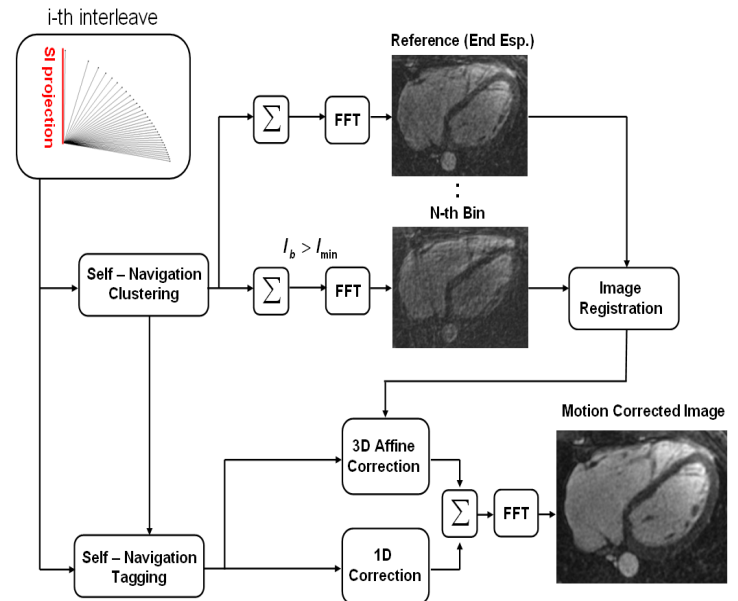 i-th interleave
SI projection
Reference (End Esp.)
∑
FFT
:
N-th Bin
I_b > I_min
Self – Navigation
Clustering
∑
FFT
Image
Registration
Motion Corrected Image
3D Affine
Correction
∑
FFT
Self – Navigation
Tagging
1D
Correction